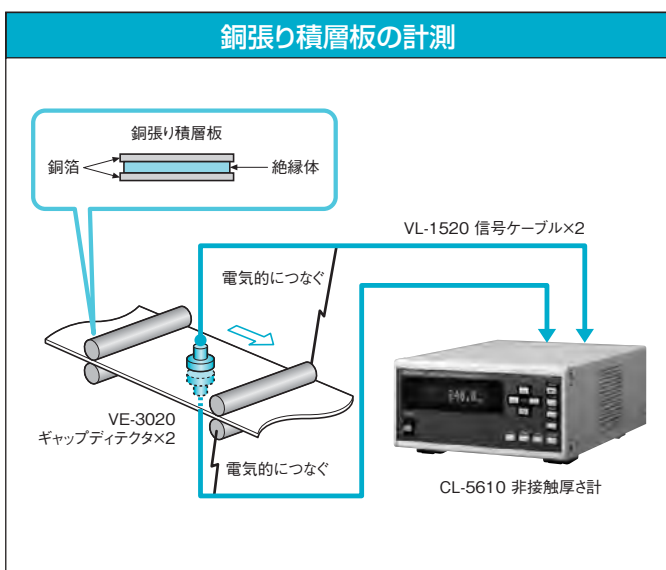 銅張り積層板の計測
銅張り積層板
銅箔
絶縁体
VL-1520 信号ケーブル×2
電気的につなぐ
VE-3020
ギャップディテクタ×2
電気的につなぐ
CL-5610 非接触厚さ計